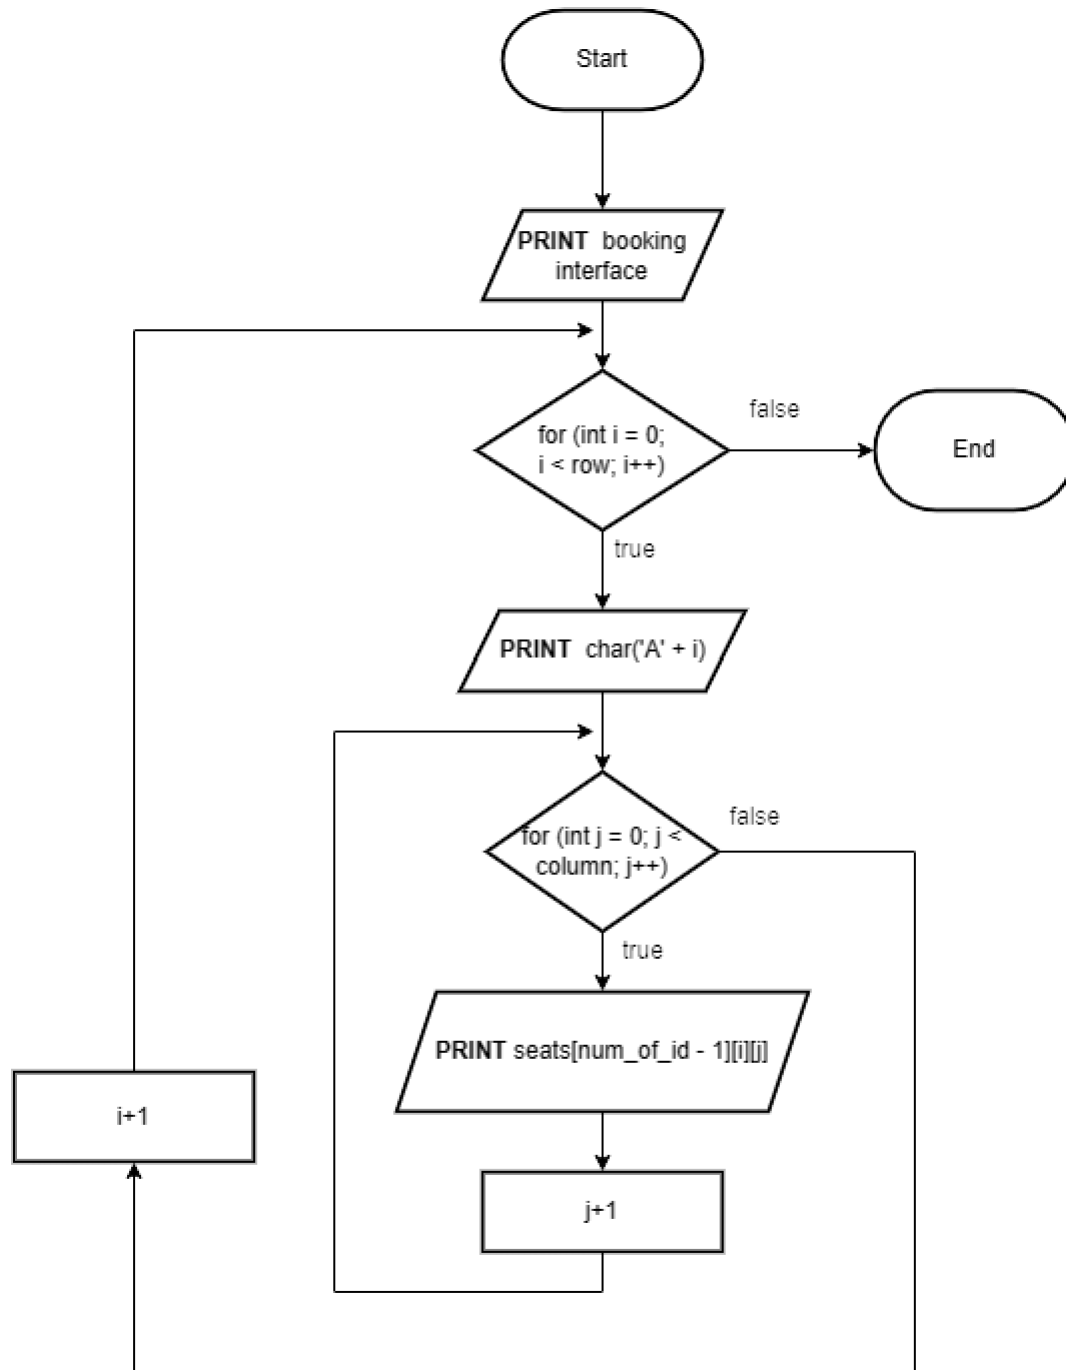 Start
PRINT booking
interface
for (int i = 0;
i < row; i++)
false
End
true
PRINT char('A' + i)
for (int j = 0; j <
column; j++)
false
true
PRINT seats[num_of_id - 1][i][j]
i+1
j+1